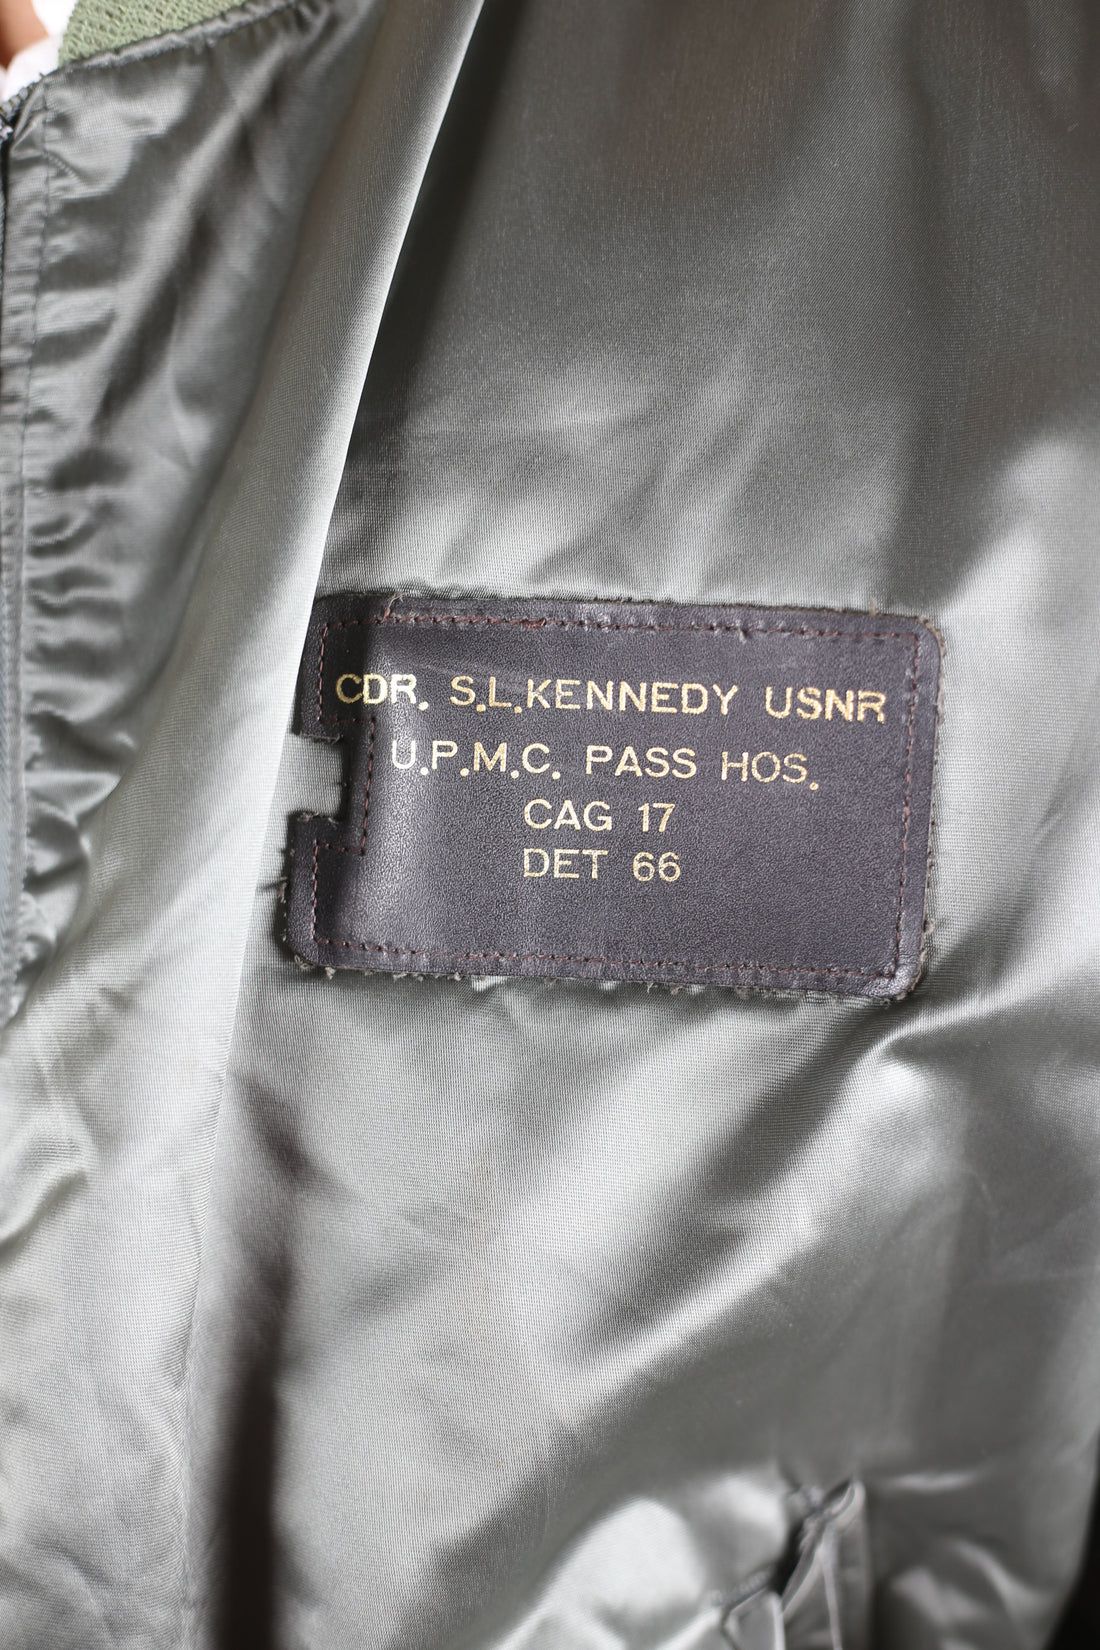 CDR. S.L.KENNEDY USNR
U.P.M.C. PASS HOS.
CAG 17
DET 66